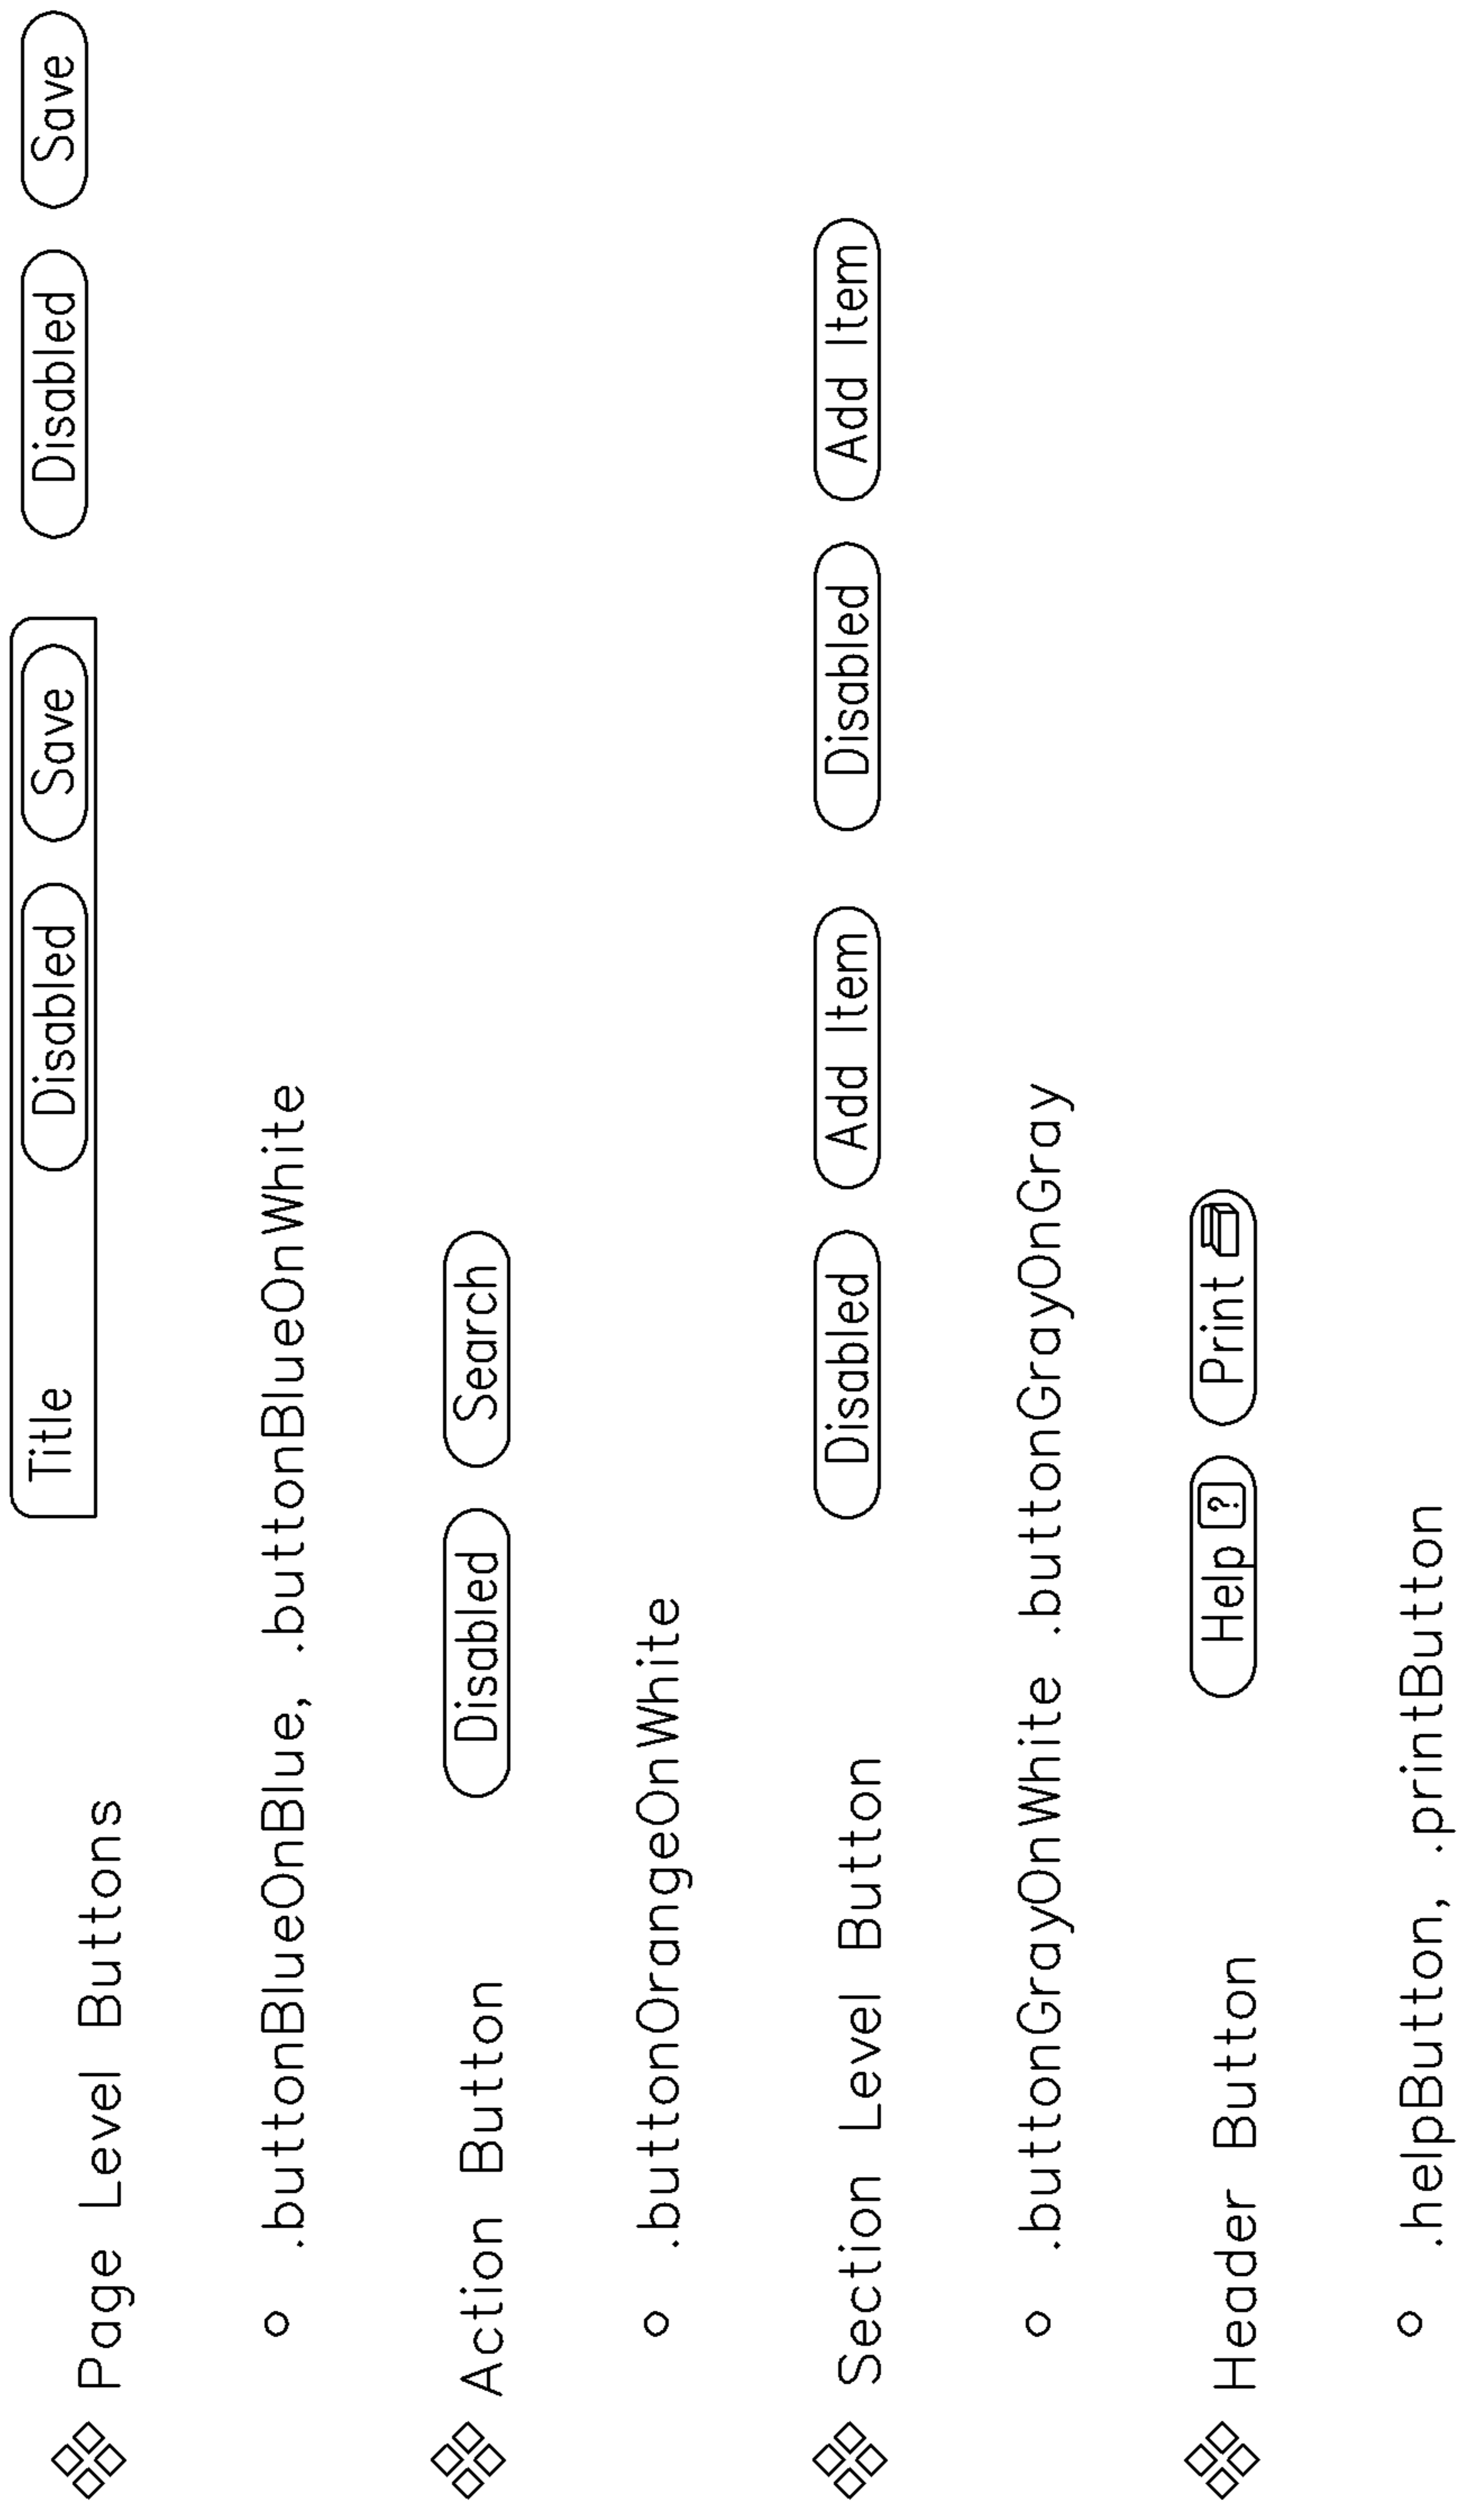 Page Level Buttons Title Disabled Save Disabled Save
.buttonBlueOnBlue, .buttonBlueOnWhite
Action Button Disabled Search
.buttonOrangeOnWhite
Section Level Button Disabled Add Item Disabled Add Item
.buttonGrayOnWhite .buttonGrayOnGray
Header Button Help ? Print
.helpButton, .printButton